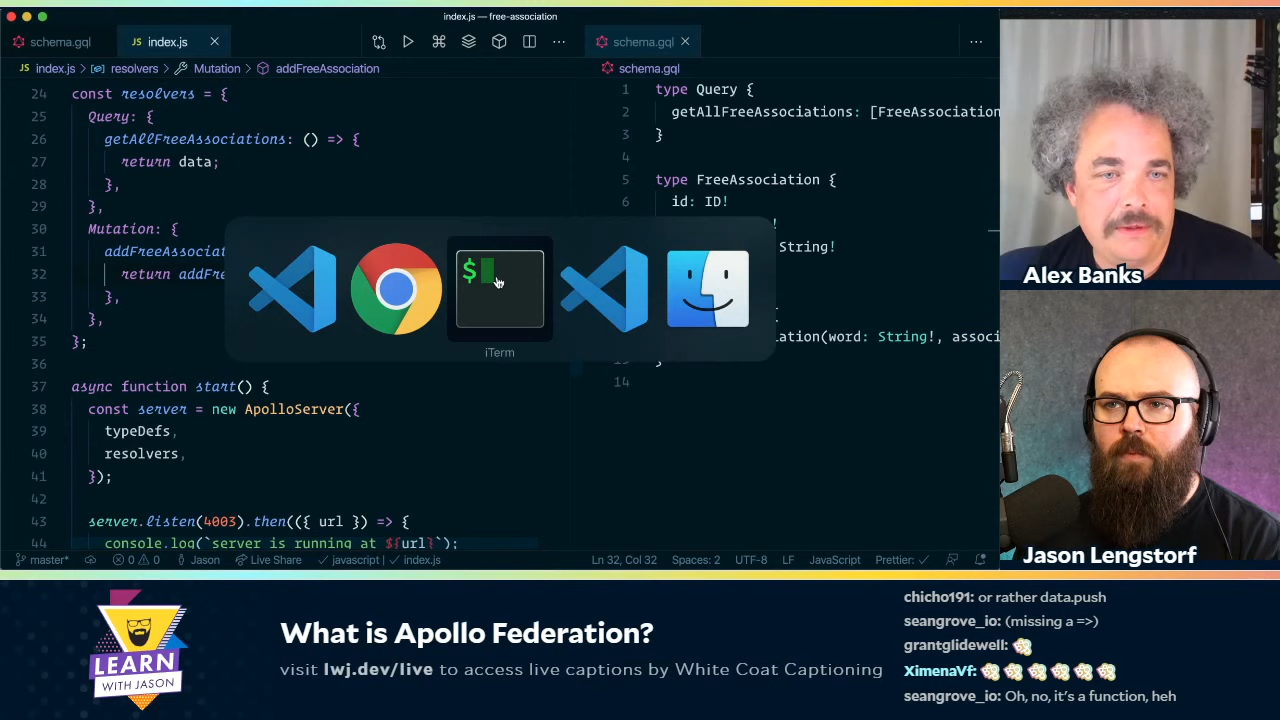 index.js — free-association
schema.gql
JS index.js
schema.gql
JS index.js > resolvers > Mutation > addFreeAssociation
schema.gql
24 const resolvers = {
25 Query: {
26 getAllFreeAssociations: () => {
27 return data;
28 },
29 },
30 Mutation: {
31 addFreeAssocia
32 return addFre
33 },
34 },
35 };
36
37 async function start() {
38 const server = new ApolloServer({
39 typeDefs,
40 resolvers,
41 });
42
43 server.listen(4003).then(({ url }) => {
44 console.log(`server is running at ${url}`);
1 type Query {
2 getAllFreeAssociations: [FreeAssociation
3 }
4
5 type FreeAssociation {
6 id: ID!
!
String!
{
iation(word: String!, associ
}
14
$
iTerm
master*
0 0
Jason
Live Share
javascript | index.js
Ln 32, Col 32
Spaces: 2
UTF-8
LF
JavaScript
Prettier:
Alex Banks
Jason Lengstorf
LEARN
WITH JASON
What is Apollo Federation?
visit lwj.dev/live to access live captions by White Coat Captioning
chicho191: or rather data.push
seangrove_io: (missing a =>)
grantglidewell:
XimenaVf:
seangrove_io: Oh, no, it's a function, heh